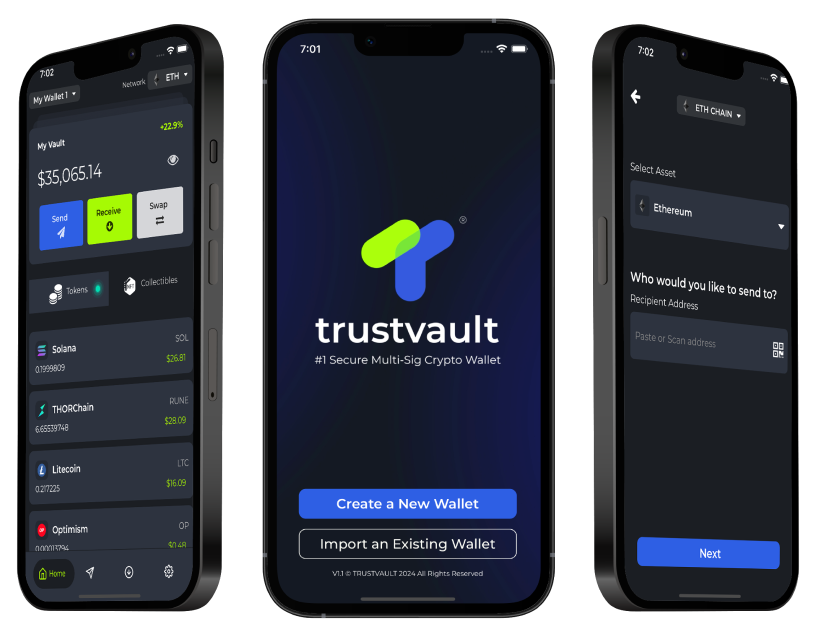 7:02
My Wallet 1
Network ETH
+22.9%
My Vault
$35,065.14
Send
Receive
Swap
Tokens
NFT
Collectibles
Solana SOL
0.1999809 $26.81
THORChain RUNE
6.65539748 $28.09
Litecoin LTC
0.217225 $16.09
OP Optimism OP
0.00013794 $0.48
Home
7:01
®
trustvault
#1 Secure Multi-Sig Crypto Wallet
Create a New Wallet
Import an Existing Wallet
V1.1 © TRUSTVAULT 2024 All Rights Reserved
7:02
ETH CHAIN
Select Asset
Ethereum
Who would you like to send to?
Recipient Address
Paste or Scan address
Next